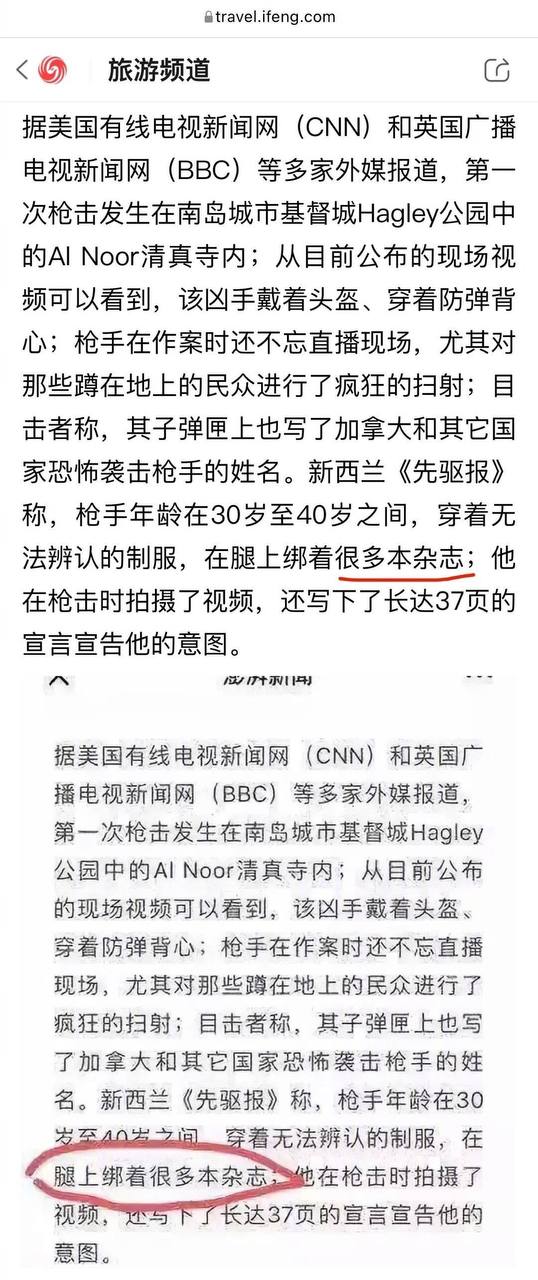 travel.ifeng.com
旅游频道
据美国有线电视新闻网（CNN）和英国广播
电视新闻网（BBC）等多家外媒报道，第一
次枪击发生在南岛城市基督城Hagley公园中
的Al Noor清真寺内；从目前公布的现场视
频可以看到，该凶手戴着头盔、穿着防弹背
心；枪手在作案时还不忘直播现场，尤其对
那些蹲在地上的民众进行了疯狂的扫射；目
击者称，其子弹匣上也写了加拿大和其它国
家恐怖袭击枪手的姓名。新西兰《先驱报》
称，枪手年龄在30岁至40岁之间，穿着无
法辨认的制服，在腿上绑着很多本杂志；他
在枪击时拍摄了视频，还写下了长达37页的
宣言宣告他的意图。
澎湃新闻
据美国有线电视新闻网（CNN）和英国广
播电视新闻网（BBC）等多家外媒报道，
第一次枪击发生在南岛城市基督城Hagley
公园中的Al Noor清真寺内；从目前公布
的现场视频可以看到，该凶手戴着头盔、
穿着防弹背心；枪手在作案时还不忘直播
现场，尤其对那些蹲在地上的民众进行了
疯狂的扫射；目击者称，其子弹匣上也写
了加拿大和其它国家恐怖袭击枪手的姓
名。新西兰《先驱报》称，枪手年龄在30
岁至40岁之间，穿着无法辨认的制服，在
腿上绑着很多本杂志；他在枪击时拍摄了
视频，还写下了长达37页的宣言宣告他的
意图。